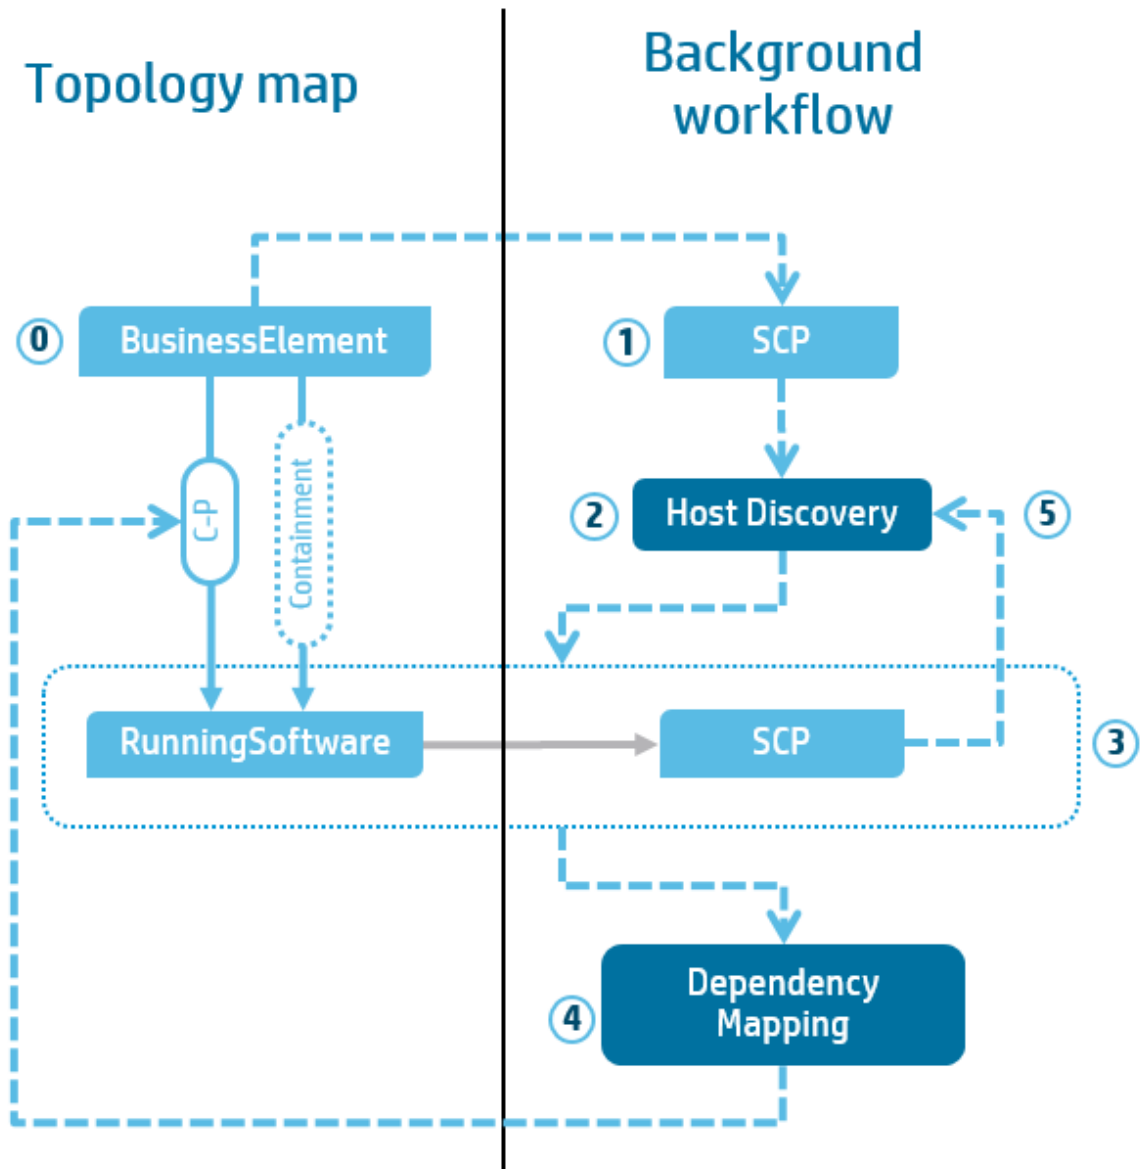 Topology map
Background
workflow
0
BusinessElement
1
SCP
C-P
Containment
2
Host Discovery
5
RunningSoftware
SCP
3
4
Dependency
Mapping